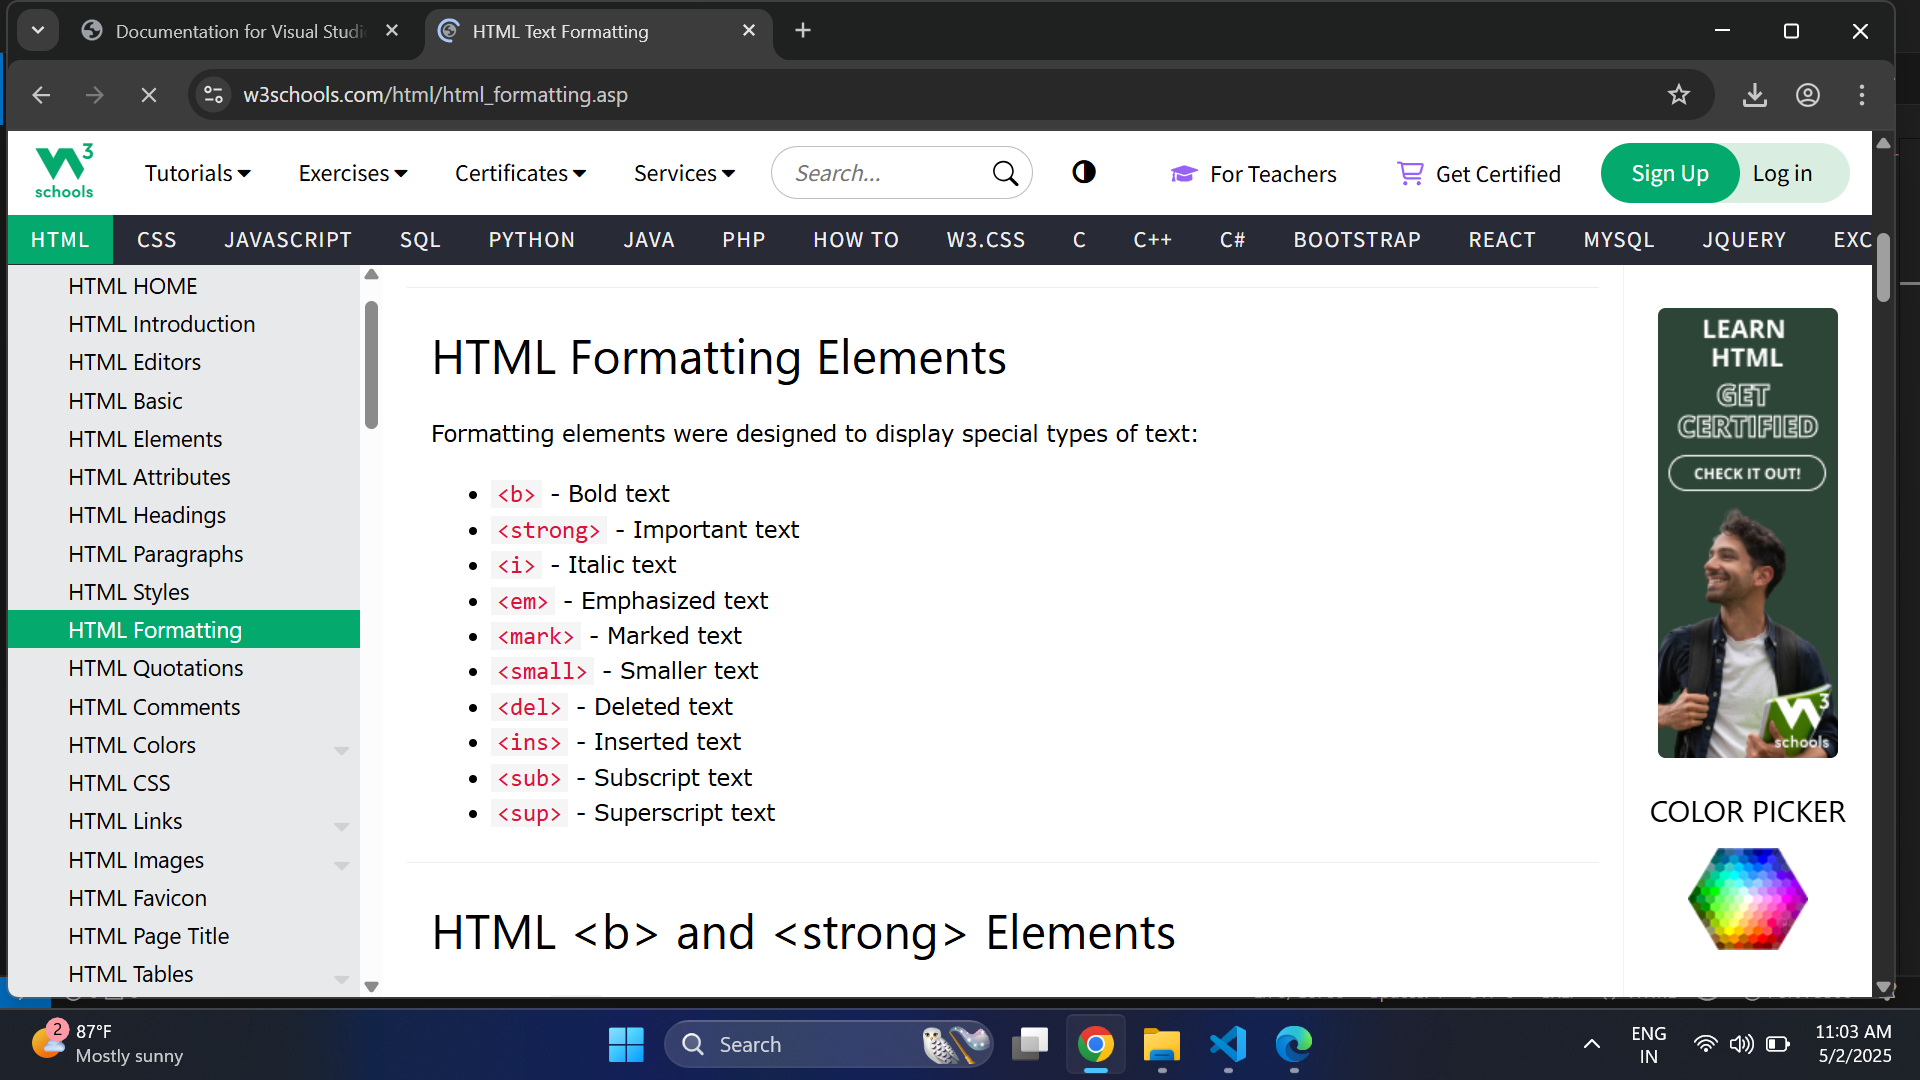 Documentation for Visual Studi
HTML Text Formatting
w3schools.com/html/html_formatting.asp
3
schools
Tutorials
Exercises
Certificates
Services
Search...
For Teachers
Get Certified
Sign Up
Log in
HTML
CSS
JAVASCRIPT
SQL
PYTHON
JAVA
PHP
HOW TO
W3.CSS
C
C++
C#
BOOTSTRAP
REACT
MYSQL
JQUERY
EXC
HTML HOME
HTML Introduction
HTML Editors
HTML Basic
HTML Elements
HTML Attributes
HTML Headings
HTML Paragraphs
HTML Styles
HTML Formatting
HTML Quotations
HTML Comments
HTML Colors
HTML CSS
HTML Links
HTML Images
HTML Favicon
HTML Page Title
HTML Tables
HTML Formatting Elements
Formatting elements were designed to display special types of text:
<b> - Bold text
<strong> - Important text
<i> - Italic text
<em> - Emphasized text
<mark> - Marked text
<small> - Smaller text
<del> - Deleted text
<ins> - Inserted text
<sub> - Subscript text
<sup> - Superscript text
HTML <b> and <strong> Elements
LEARN
HTML
GET
CERTIFIED
CHECK IT OUT!
3
schools
COLOR PICKER
2
87°F
Mostly sunny
Search
ENG
IN
11:03 AM
5/2/2025